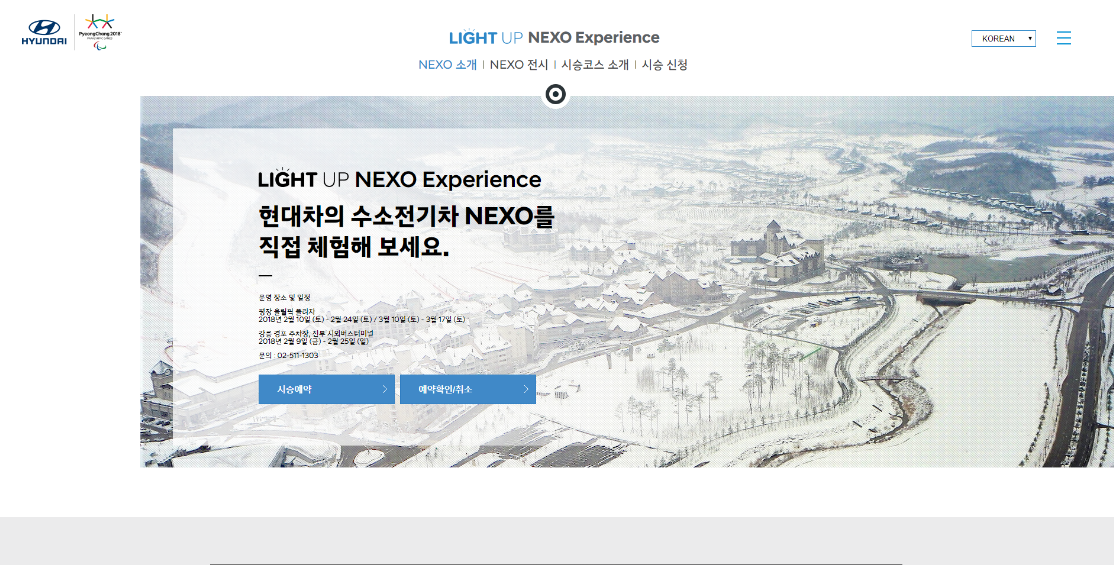 HYUNDAI
PyeongChang 2018
LIGHT UP NEXO Experience
KOREAN
NEXO 소개 | NEXO 전시 | 시승코스 소개 | 시승 신청
LIGHT UP NEXO Experience
현대차의 수소전기차 NEXO를
직접 체험해 보세요.
운영 장소 및 일정
평창 올림픽 플라자
2018년 2월 10일 (토) - 2월 24일 (토) / 3월 10일 (토) - 3월 17일 (토)
강릉 경포 주차장, 진부 시외버스터미널
2018년 2월 9일 (금) - 2월 25일 (일)
문의 : 02-511-1303
시승예약
예약확인/취소